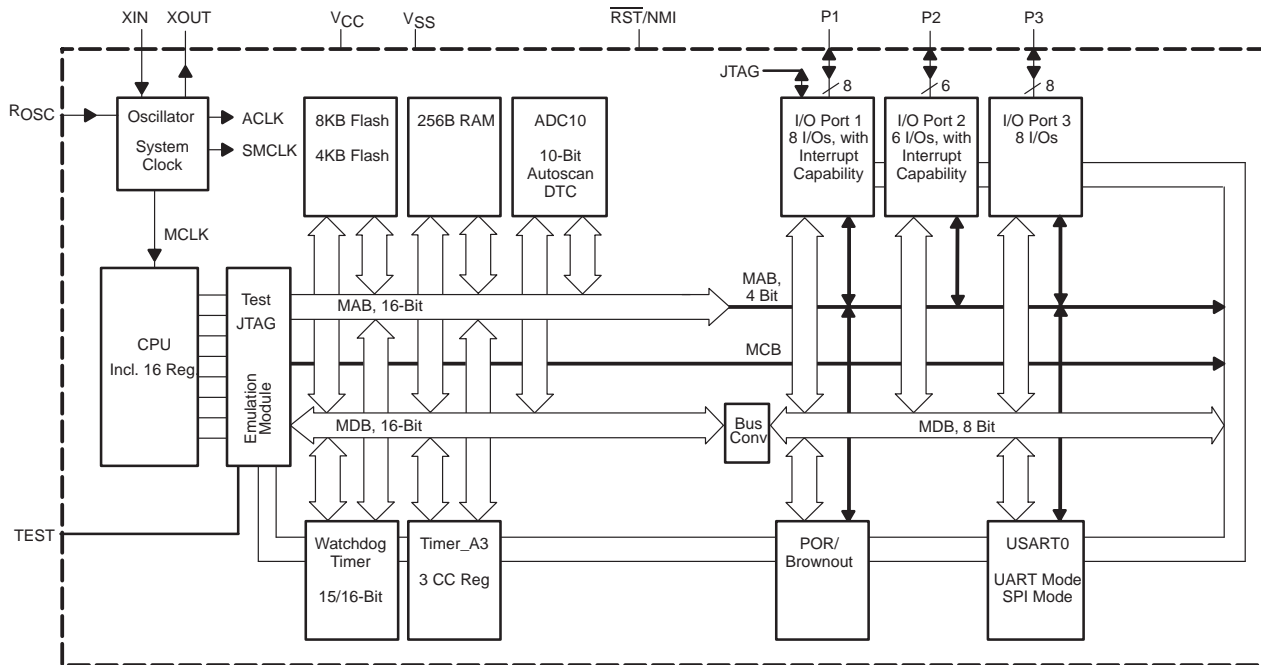 XIN XOUT VCC VSS RST/NMI P1 P2 P3
JTAG
8 6 8
ROSC
Oscillator
System
Clock
ACLK
SMCLK
8KB Flash
4KB Flash
256B RAM
ADC10
10-Bit
Autoscan
DTC
I/O Port 1
8 I/Os, with
Interrupt
Capability
I/O Port 2
6 I/Os, with
Interrupt
Capability
I/O Port 3
8 I/Os
MCLK
CPU
Incl. 16 Reg.
Test
JTAG
Emulation
Module
MAB, 16-Bit
MAB,
4 Bit
MCB
MDB, 16-Bit
Bus
Conv
MDB, 8 Bit
TEST
Watchdog
Timer
15/16-Bit
Timer_A3
3 CC Reg
POR/
Brownout
USART0
UART Mode
SPI Mode